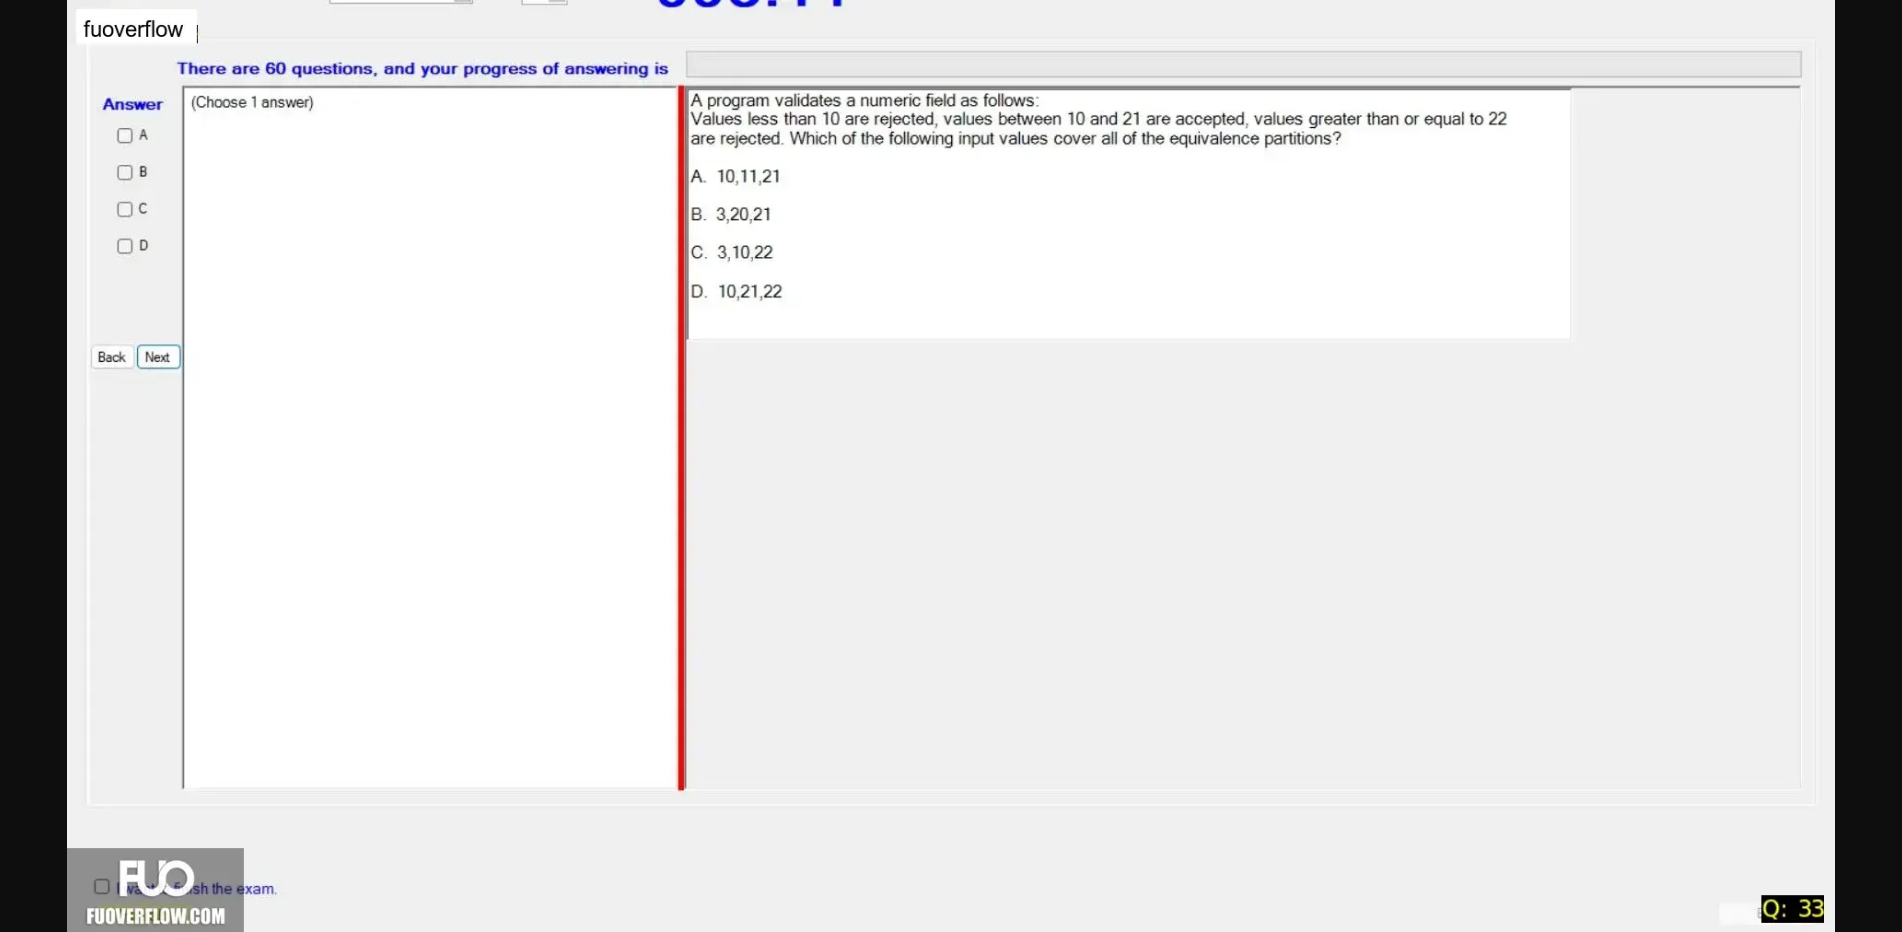 fuoverflow
There are 60 questions, and your progress of answering is
Answer
(Choose 1 answer)
A
B
C
D
Back
Next
A program validates a numeric field as follows:
Values less than 10 are rejected, values between 10 and 21 are accepted, values greater than or equal to 22
are rejected. Which of the following input values cover all of the equivalence partitions?
A. 10,11,21
B. 3,20,21
C. 3,10,22
D. 10,21,22
FUO
the exam.
FUOVERFLOW.COM
Q: 33